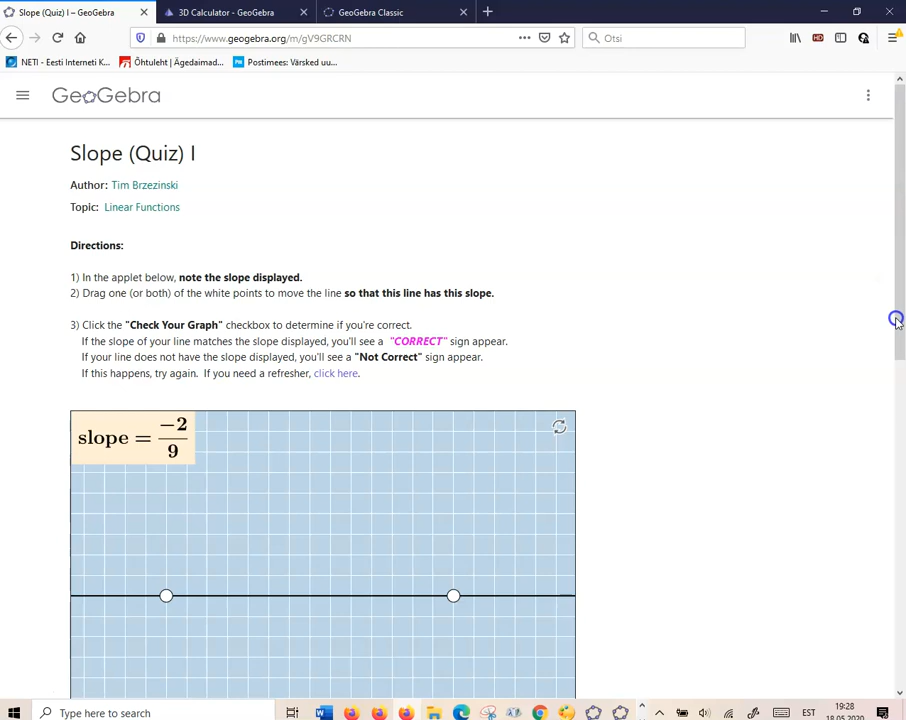 Slope (Quiz) I – GeoGebra
3D Calculator - GeoGebra
GeoGebra Classic
https://www.geogebra.org/m/gV9GRCRN
Otsi
NETI - Eesti Interneti K...
Õhtuleht | Ägedaimad...
Postimees: Värsked uu...
GeoGebra
Slope (Quiz) I
Author: Tim Brzezinski
Topic: Linear Functions
Directions:
1) In the applet below, note the slope displayed.
2) Drag one (or both) of the white points to move the line so that this line has this slope.
3) Click the "Check Your Graph" checkbox to determine if you're correct.
If the slope of your line matches the slope displayed, you'll see a "CORRECT" sign appear.
If your line does not have the slope displayed, you'll see a "Not Correct" sign appear.
If this happens, try again. If you need a refresher, click here.
slope = −2/9
Type here to search
EST
19:28
18.05.2020